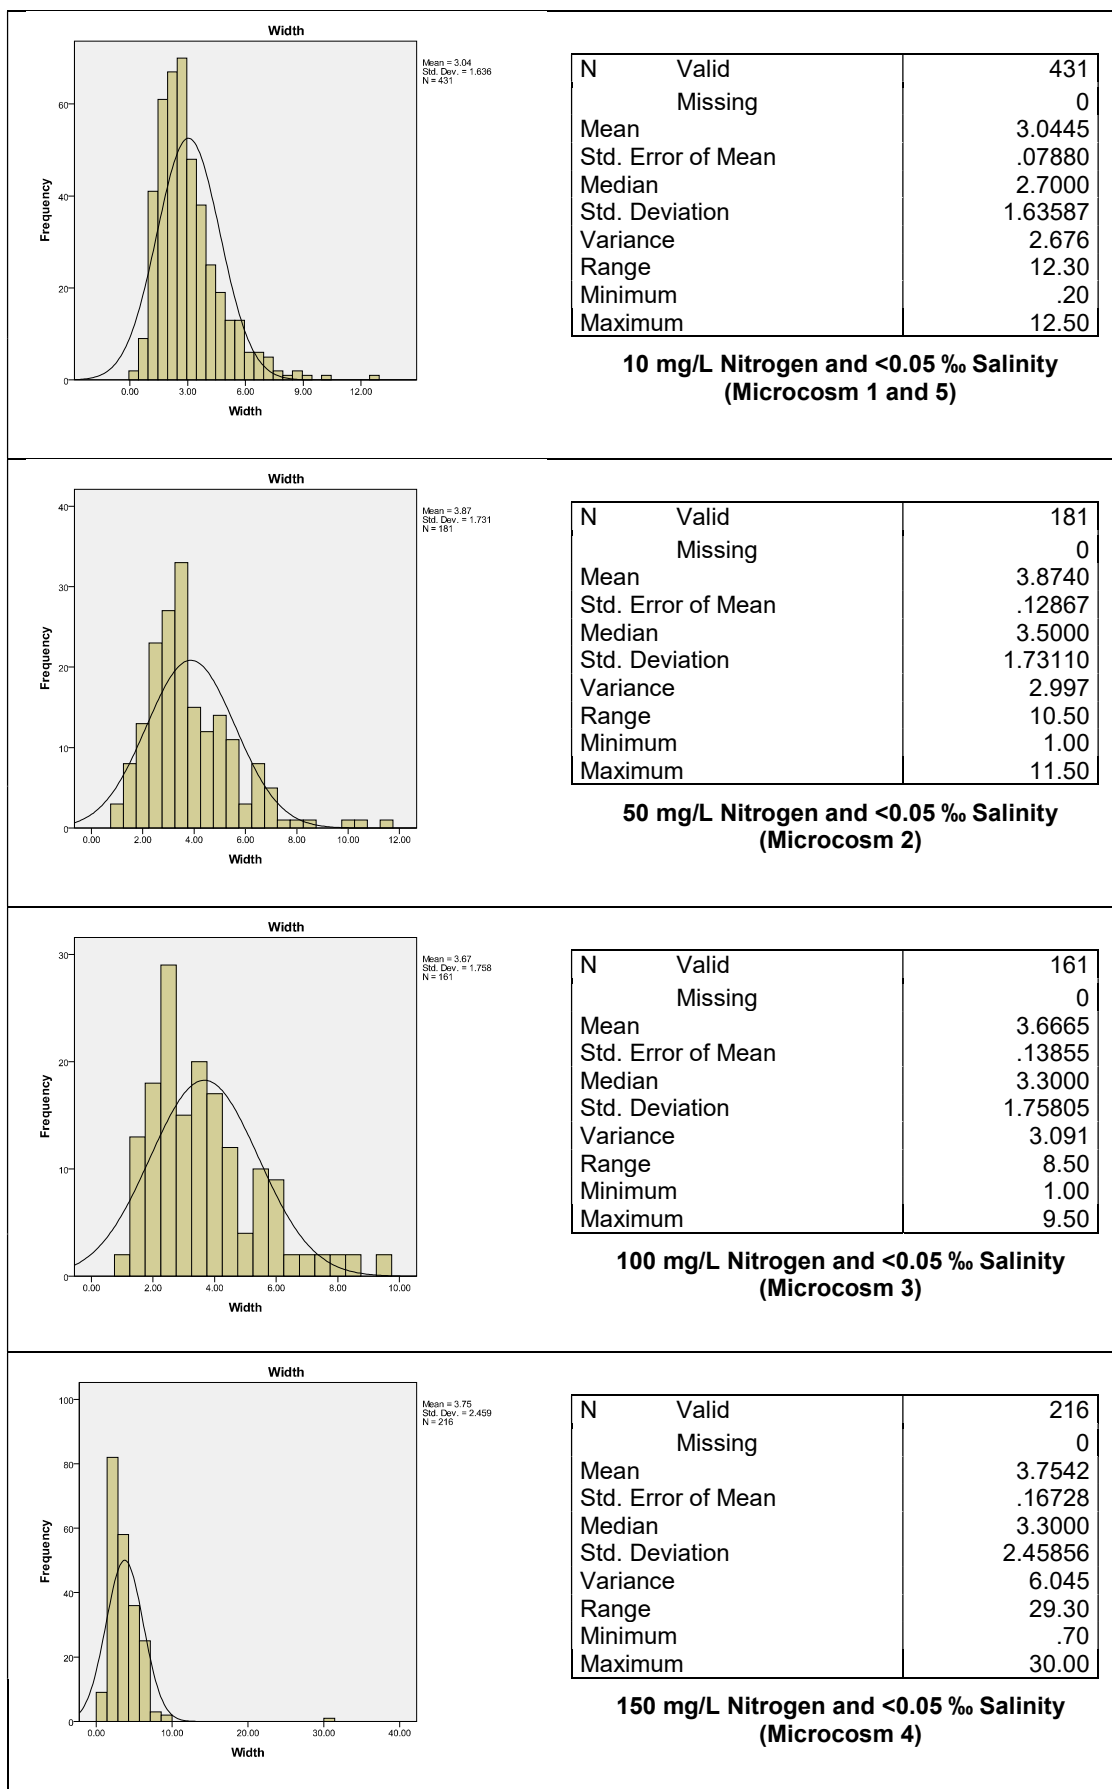 Width
Mean = 3.04
Std. Dev. = 1.636
N = 431
Frequency
60
40
20
0
0.00 3.00 6.00 9.00 12.00
Width
N Valid 431
Missing 0
Mean 3.0445
Std. Error of Mean .07880
Median 2.7000
Std. Deviation 1.63587
Variance 2.676
Range 12.30
Minimum .20
Maximum 12.50
10 mg/L Nitrogen and <0.05 ‰ Salinity
(Microcosm 1 and 5)
Width
Mean = 3.87
Std. Dev. = 1.731
N = 181
Frequency
40
30
20
10
0
0.00 2.00 4.00 6.00 8.00 10.00 12.00
Width
N Valid 181
Missing 0
Mean 3.8740
Std. Error of Mean .12867
Median 3.5000
Std. Deviation 1.73110
Variance 2.997
Range 10.50
Minimum 1.00
Maximum 11.50
50 mg/L Nitrogen and <0.05 ‰ Salinity
(Microcosm 2)
Width
Mean = 3.67
Std. Dev. = 1.758
N = 161
Frequency
30
20
10
0
0.00 2.00 4.00 6.00 8.00 10.00
Width
N Valid 161
Missing 0
Mean 3.6665
Std. Error of Mean .13855
Median 3.3000
Std. Deviation 1.75805
Variance 3.091
Range 8.50
Minimum 1.00
Maximum 9.50
100 mg/L Nitrogen and <0.05 ‰ Salinity
(Microcosm 3)
Width
Mean = 3.75
Std. Dev. = 2.459
N = 216
Frequency
100
80
60
40
20
0
0.00 10.00 20.00 30.00 40.00
Width
N Valid 216
Missing 0
Mean 3.7542
Std. Error of Mean .16728
Median 3.3000
Std. Deviation 2.45856
Variance 6.045
Range 29.30
Minimum .70
Maximum 30.00
150 mg/L Nitrogen and <0.05 ‰ Salinity
(Microcosm 4)